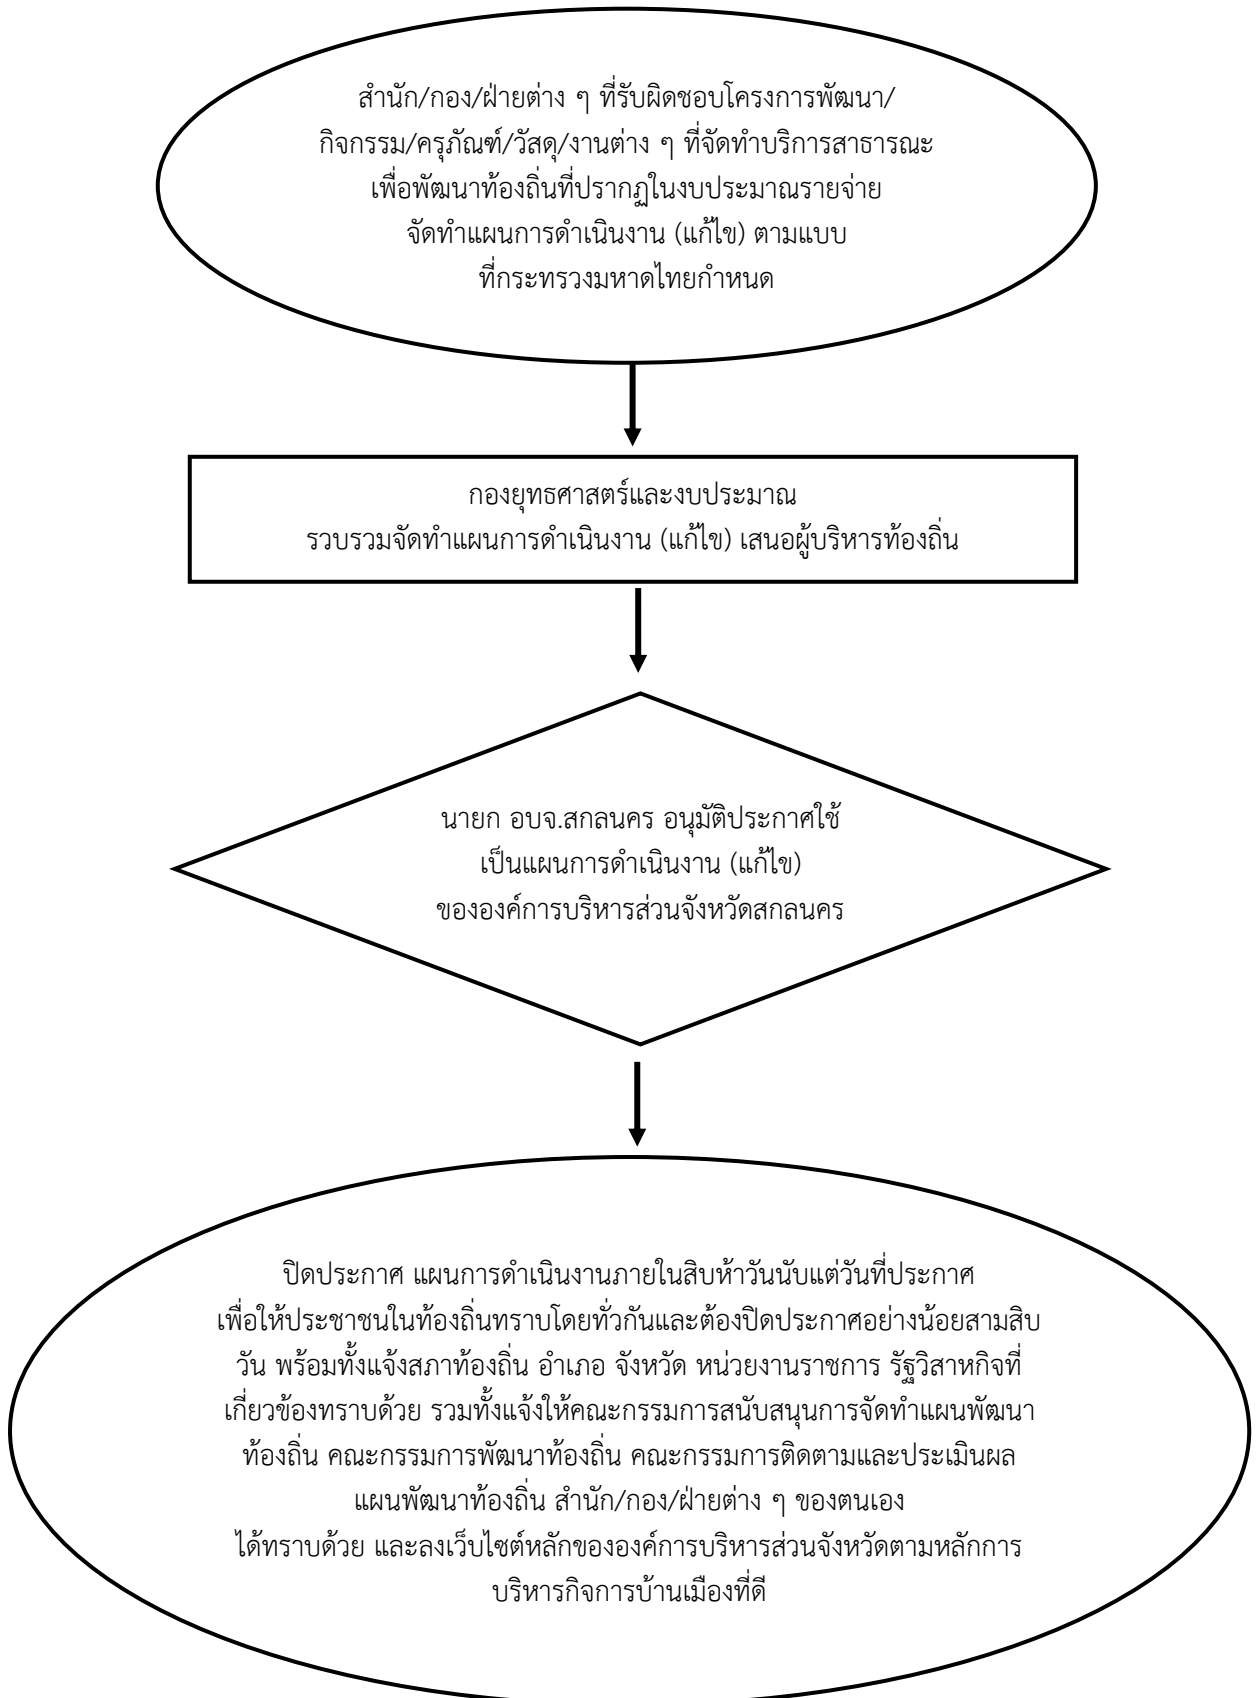 สำนัก/กอง/ฝ่ายต่าง ๆ ที่รับผิดชอบโครงการพัฒนา/
กิจกรรม/ครุภัณฑ์/วัสดุ/งานต่าง ๆ ที่จัดทำบริการสาธารณะ
เพื่อพัฒนาท้องถิ่นที่ปรากฏในงบประมาณรายจ่าย
จัดทำแผนการดำเนินงาน (แก้ไข) ตามแบบ
ที่กระทรวงมหาดไทยกำหนด
กองยุทธศาสตร์และงบประมาณ
รวบรวมจัดทำแผนการดำเนินงาน (แก้ไข) เสนอผู้บริหารท้องถิ่น
นายก อบจ.สกลนคร อนุมัติประกาศใช้
เป็นแผนการดำเนินงาน (แก้ไข)
ขององค์การบริหารส่วนจังหวัดสกลนคร
ปิดประกาศ แผนการดำเนินงานภายในสิบห้าวันนับแต่วันที่ประกาศ
เพื่อให้ประชาชนในท้องถิ่นทราบโดยทั่วกันและต้องปิดประกาศอย่างน้อยสามสิบ
วัน พร้อมทั้งแจ้งสภาท้องถิ่น อำเภอ จังหวัด หน่วยงานราชการ รัฐวิสาหกิจที่
เกี่ยวข้องทราบด้วย รวมทั้งแจ้งให้คณะกรรมการสนับสนุนการจัดทำแผนพัฒนา
ท้องถิ่น คณะกรรมการพัฒนาท้องถิ่น คณะกรรมการติดตามและประเมินผล
แผนพัฒนาท้องถิ่น สำนัก/กอง/ฝ่ายต่าง ๆ ของตนเอง
ได้ทราบด้วย และลงเว็บไซต์หลักขององค์การบริหารส่วนจังหวัดตามหลักการ
บริหารกิจการบ้านเมืองที่ดี